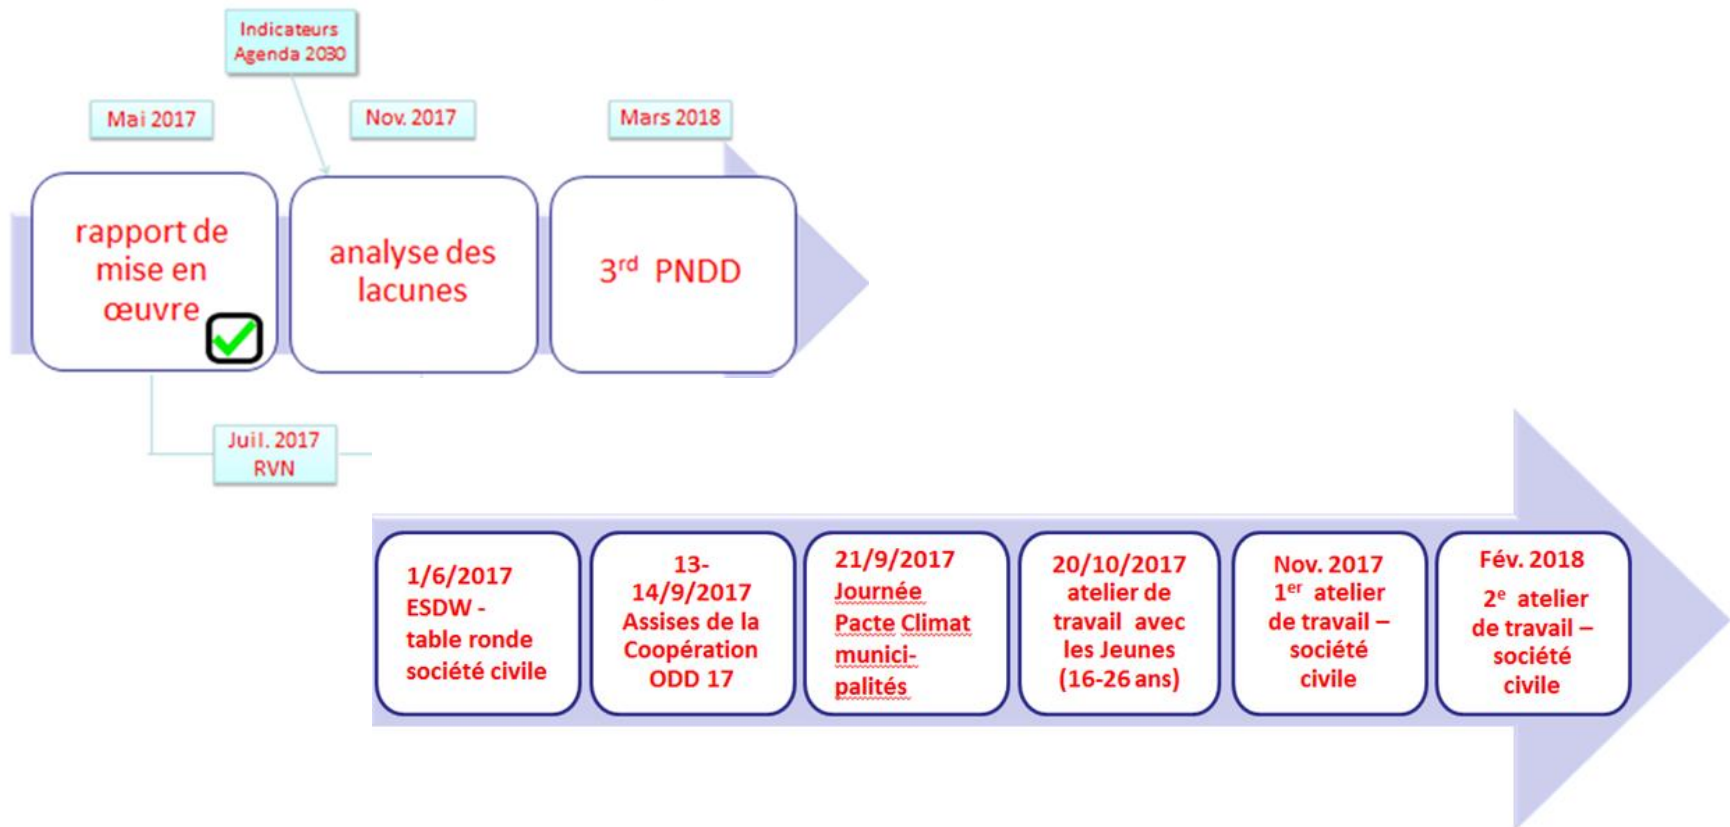 Indicateurs
Agenda 2030
Mai 2017
Nov. 2017
Mars 2018
rapport de
mise en
œuvre
analyse des
lacunes
3rd PNDD
Juil. 2017
RVN
1/6/2017
ESDW -
table ronde
société civile
13-
14/9/2017
Assises de la
Coopération
ODD 17
21/9/2017
Journée
Pacte Climat
munici-
palités
20/10/2017
atelier de
travail avec
les Jeunes
(16-26 ans)
Nov. 2017
1er atelier
de travail –
société
civile
Fév. 2018
2e atelier
de travail –
société
civile